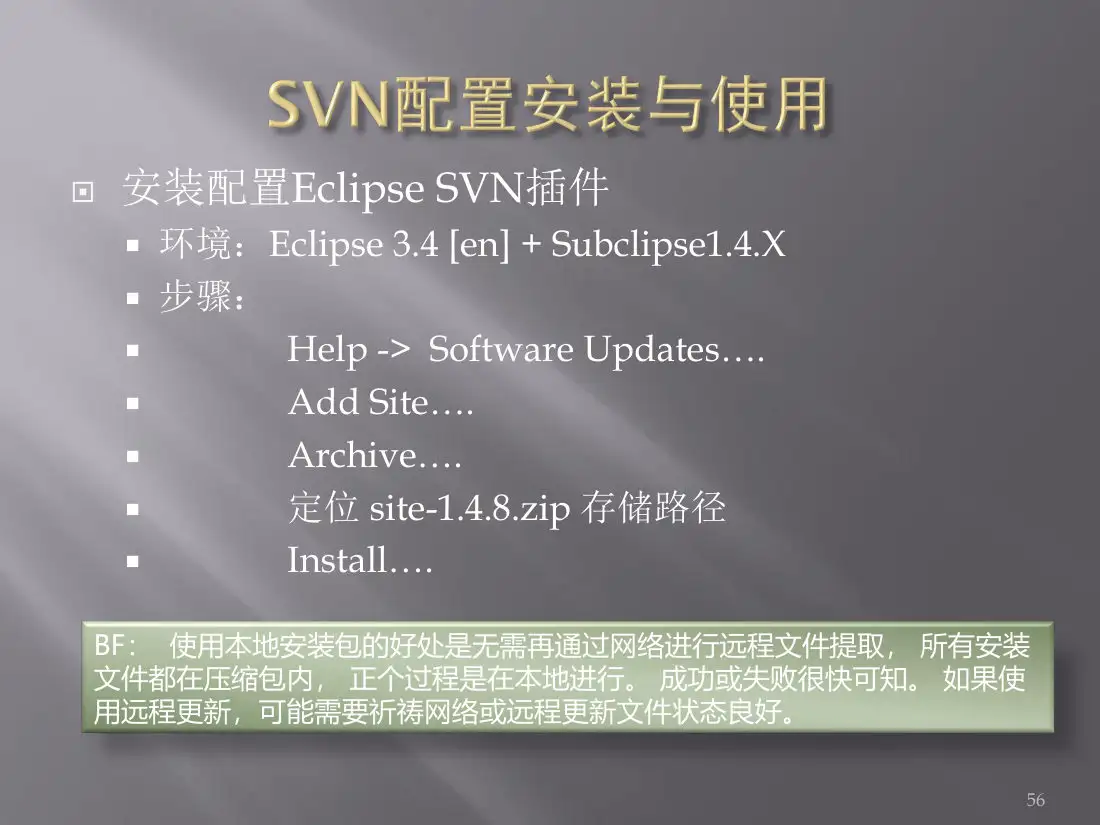 SVN配置安装与使用
安装配置Eclipse SVN插件
环境：Eclipse 3.4 [en] + Subclipse1.4.X
步骤：
Help -> Software Updates….
Add Site….
Archive….
定位 site-1.4.8.zip 存储路径
Install….
BF： 使用本地安装包的好处是无需再通过网络进行远程文件提取， 所有安装
文件都在压缩包内， 正个过程是在本地进行。 成功或失败很快可知。 如果使
用远程更新，可能需要祈祷网络或远程更新文件状态良好。
56